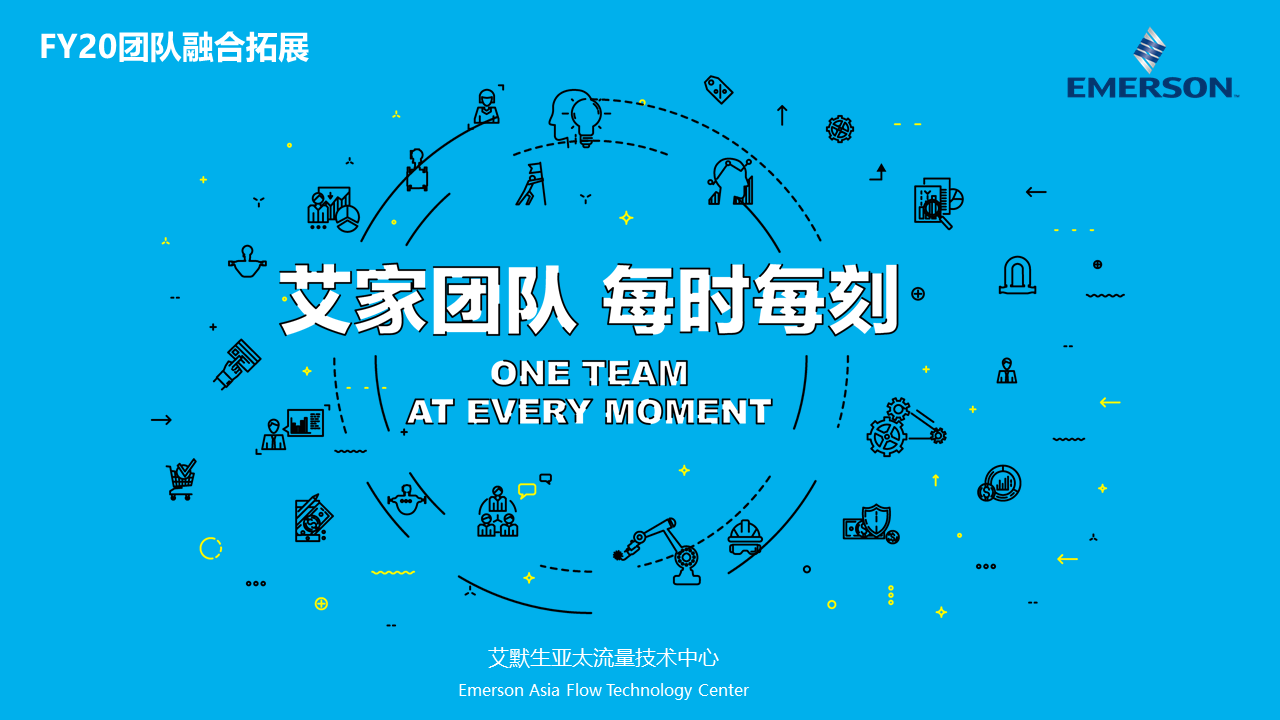 FY20团队融合拓展
EMERSON
艾家团队 每时每刻
ONE TEAM
AT EVERY MOMENT
艾默生亚太流量技术中心
Emerson Asia Flow Technology Center